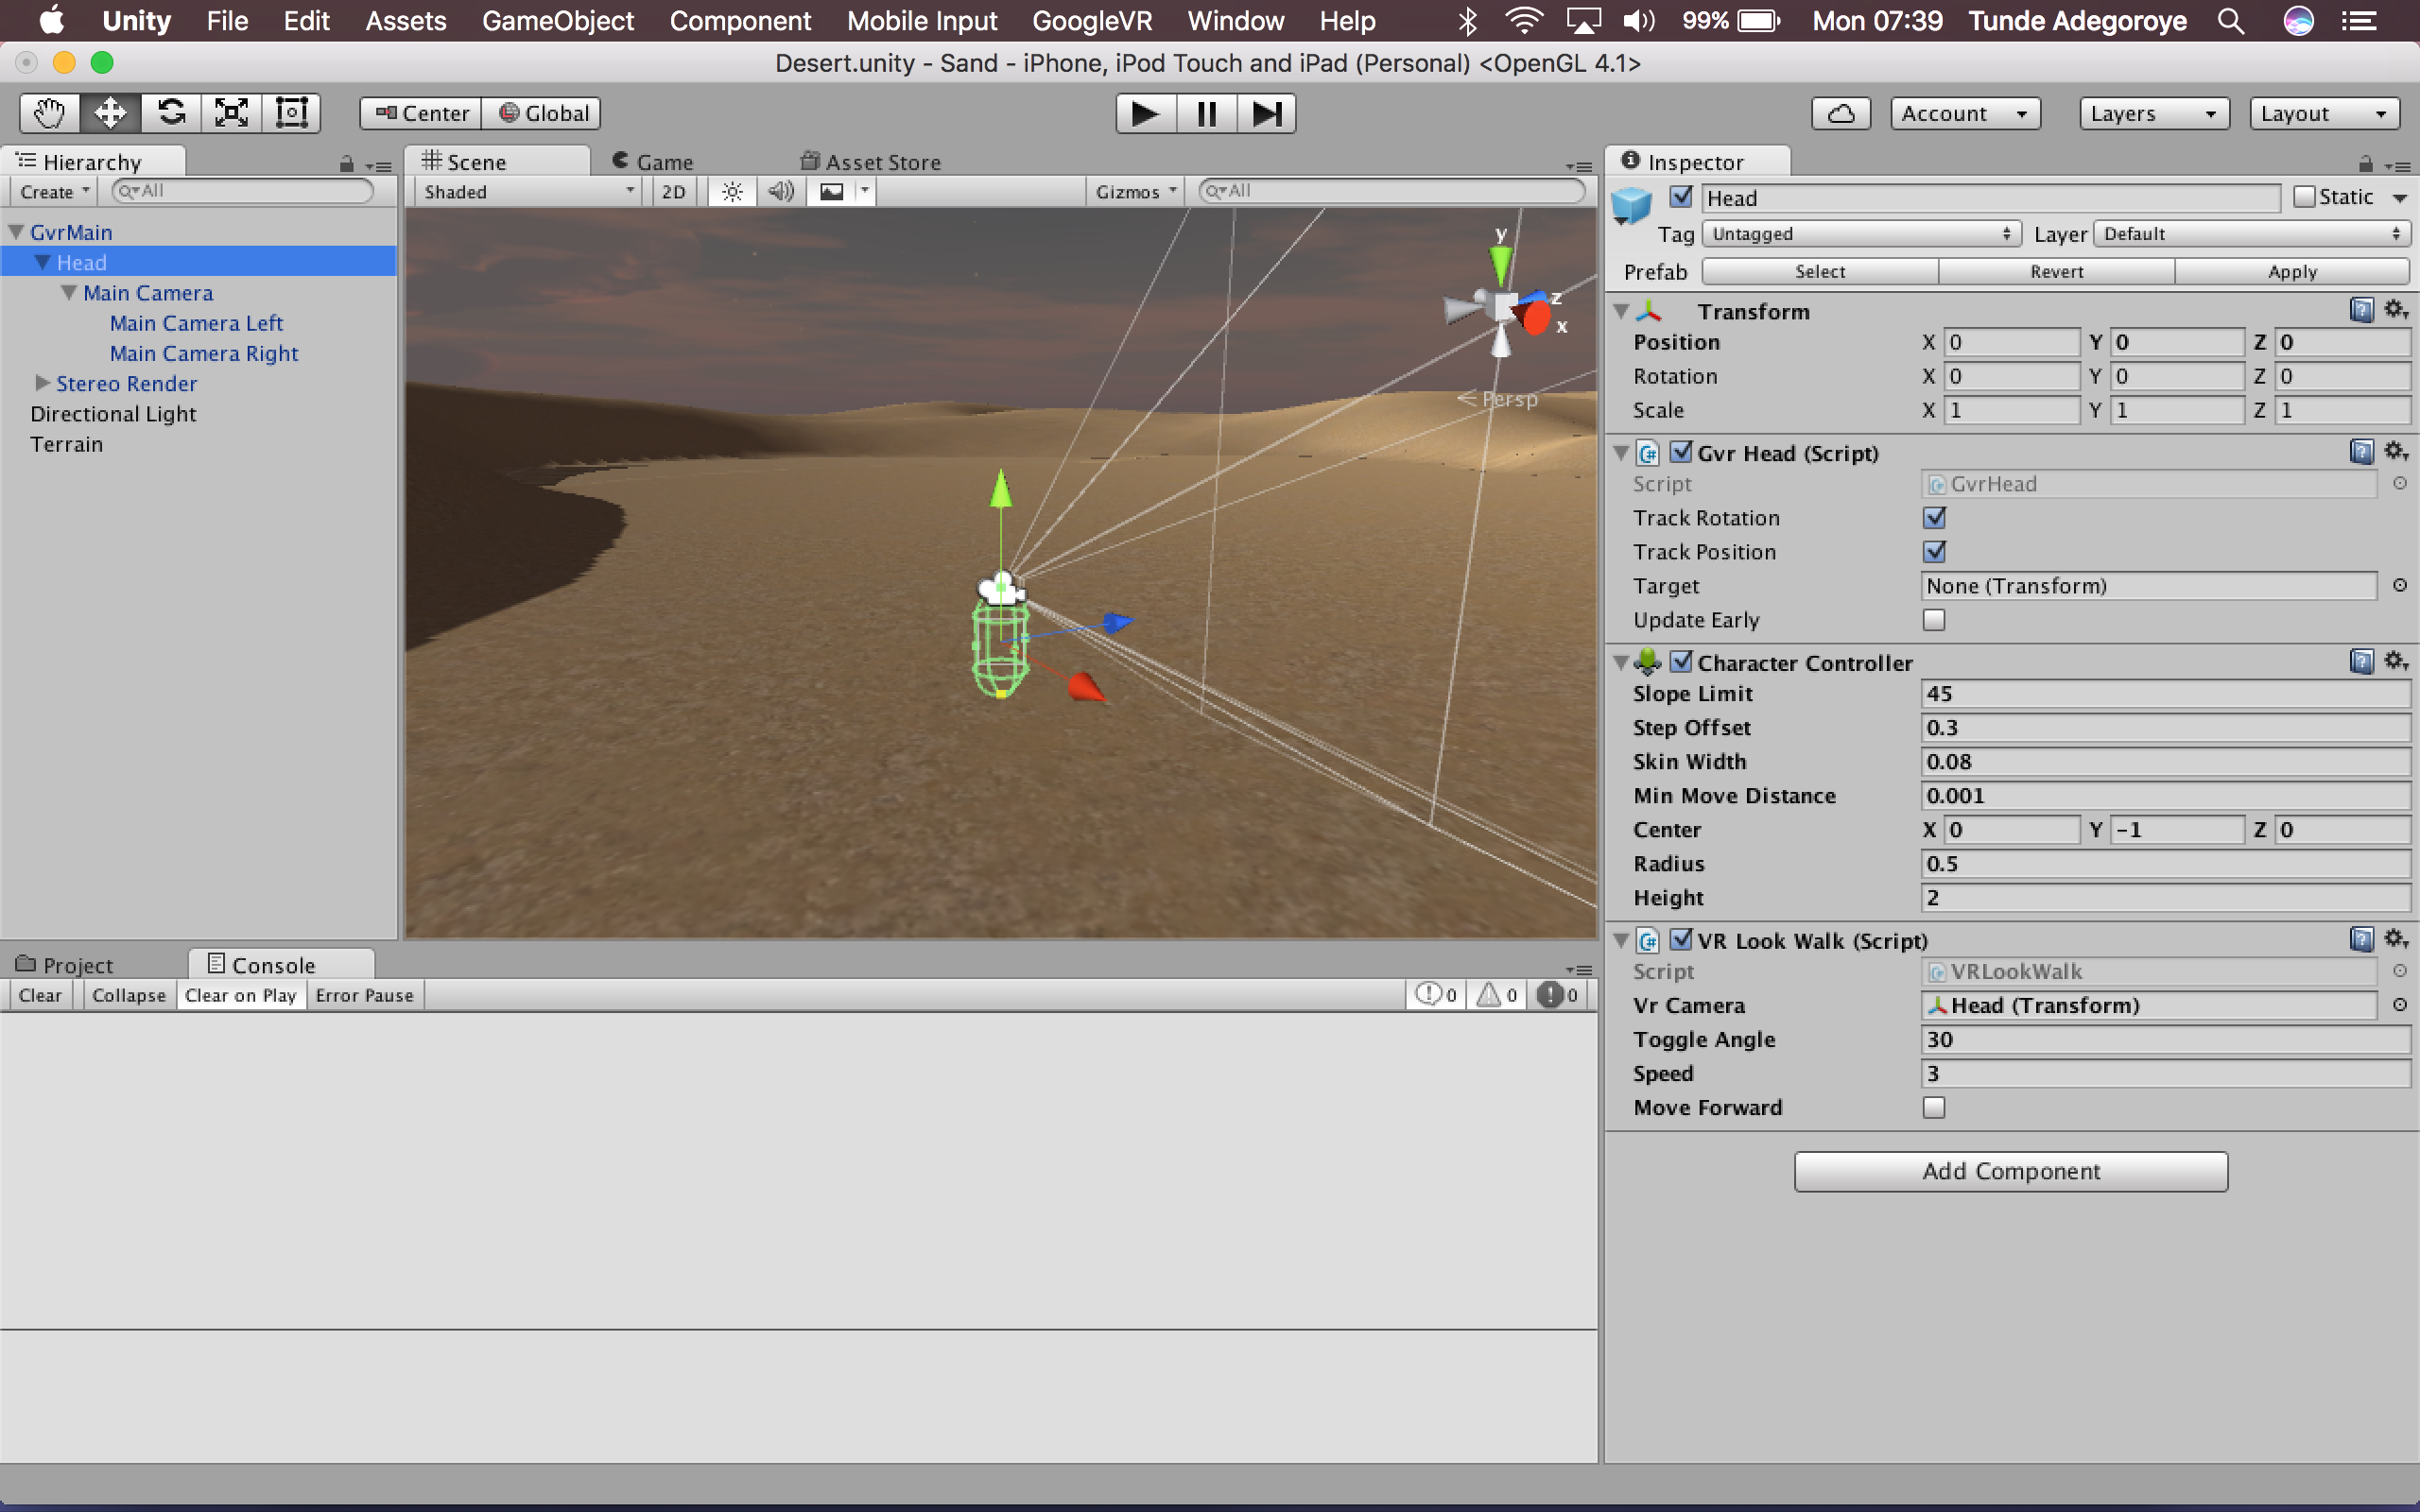 Unity File Edit Assets GameObject Component Mobile Input GoogleVR Window Help 99% Mon 07:39 Tunde Adegoroye
Desert.unity - Sand - iPhone, iPod Touch and iPad (Personal) <OpenGL 4.1>
Center Global Account Layers Layout
Hierarchy
Create All
GvrMain
Head
Main Camera
Main Camera Left
Main Camera Right
Stereo Render
Directional Light
Terrain
Scene Game Asset Store
Shaded 2D Gizmos All
y
z
x
Persp
Project Console
Clear Collapse Clear on Play Error Pause 0 0 0
Inspector
Head Static
Tag Untagged Layer Default
Prefab Select Revert Apply
Transform
Position X 0 Y 0 Z 0
Rotation X 0 Y 0 Z 0
Scale X 1 Y 1 Z 1
Gvr Head (Script)
Script GvrHead
Track Rotation
Track Position
Target None (Transform)
Update Early
Character Controller
Slope Limit 45
Step Offset 0.3
Skin Width 0.08
Min Move Distance 0.001
Center X 0 Y -1 Z 0
Radius 0.5
Height 2
VR Look Walk (Script)
Script VRLookWalk
Vr Camera Head (Transform)
Toggle Angle 30
Speed 3
Move Forward
Add Component